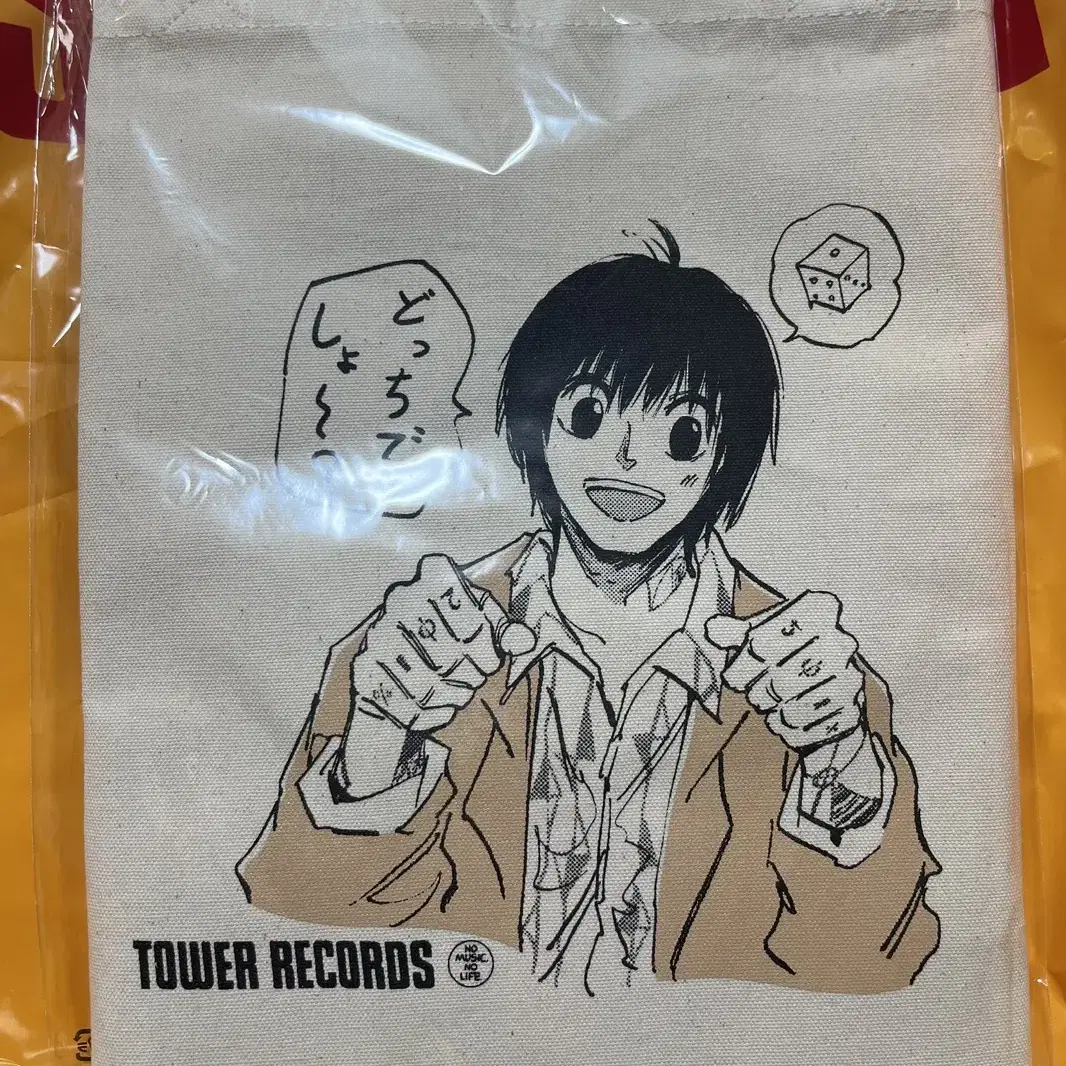 どっちで
しょ〜
TOWER RECORDS
NO
MUSIC
NO
LIFE